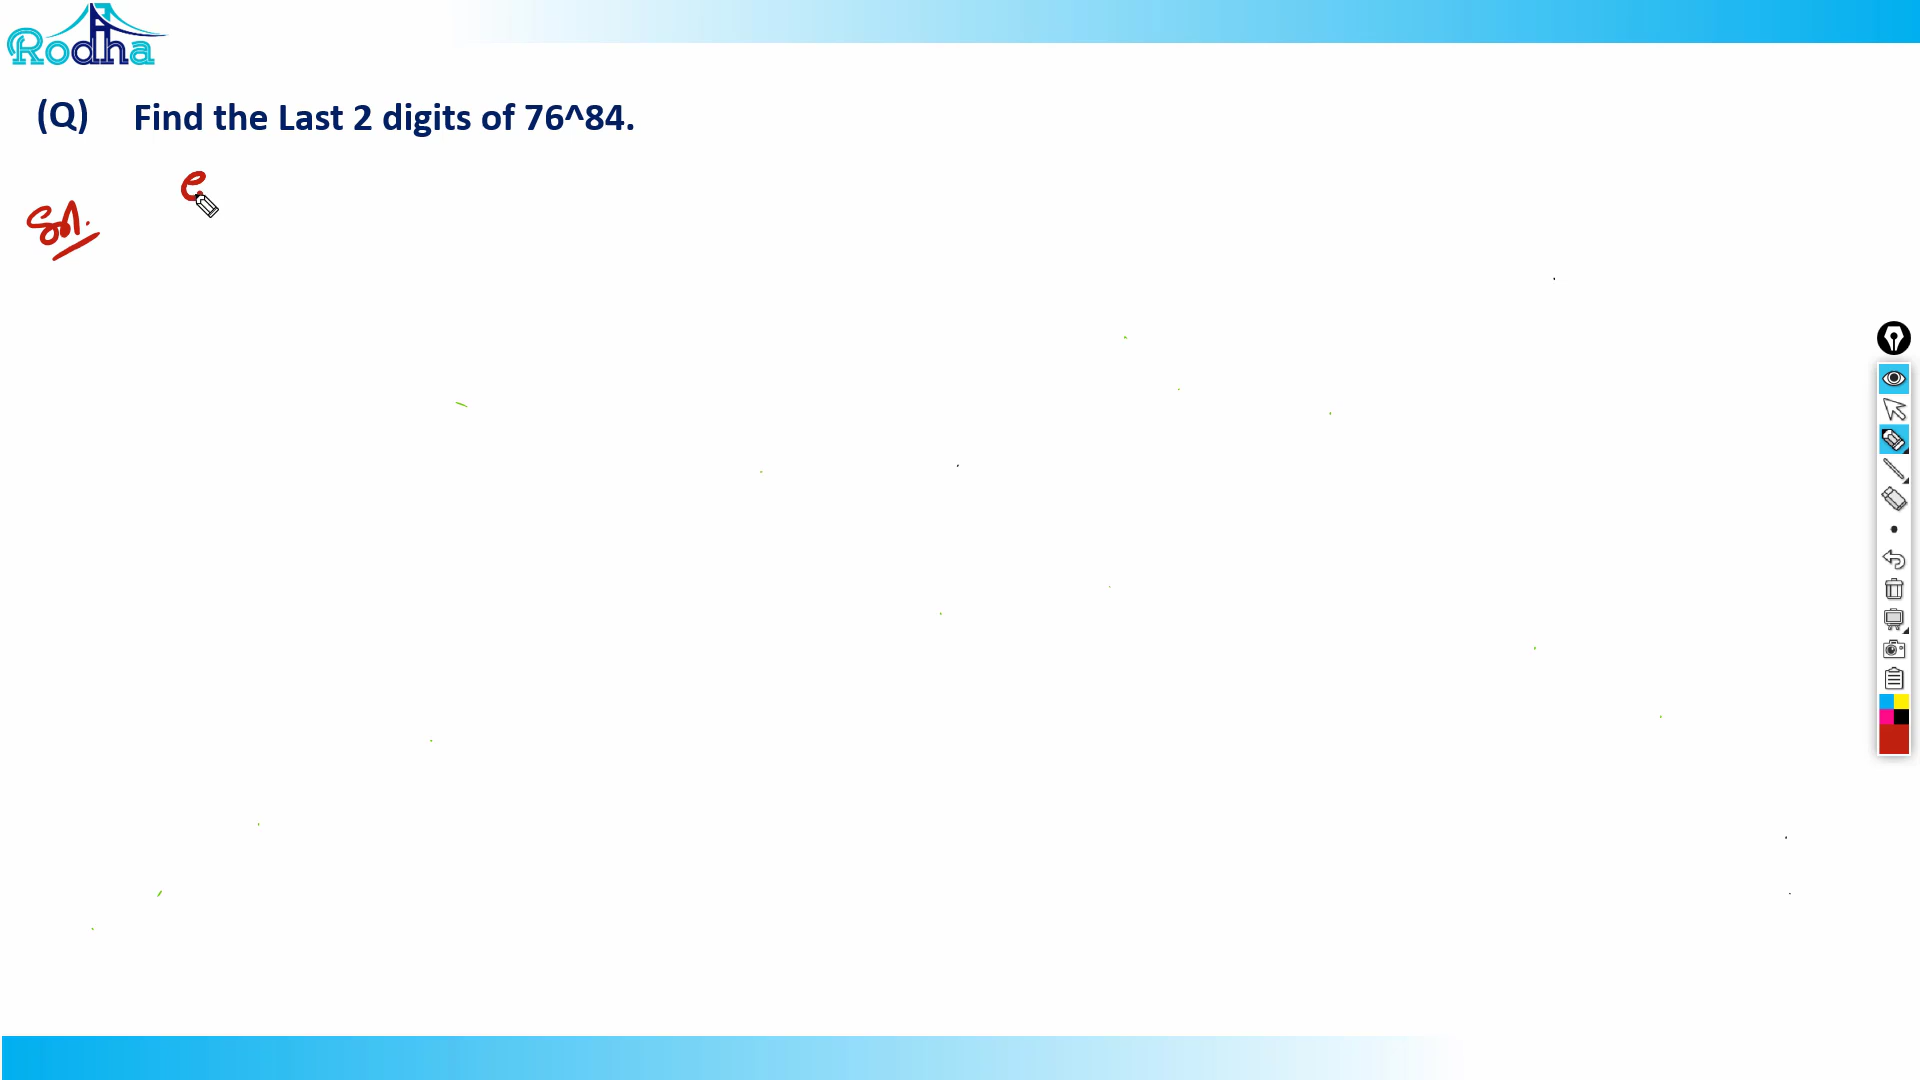 Rodha
(Q) Find the Last 2 digits of 76^84.
e
Sol.